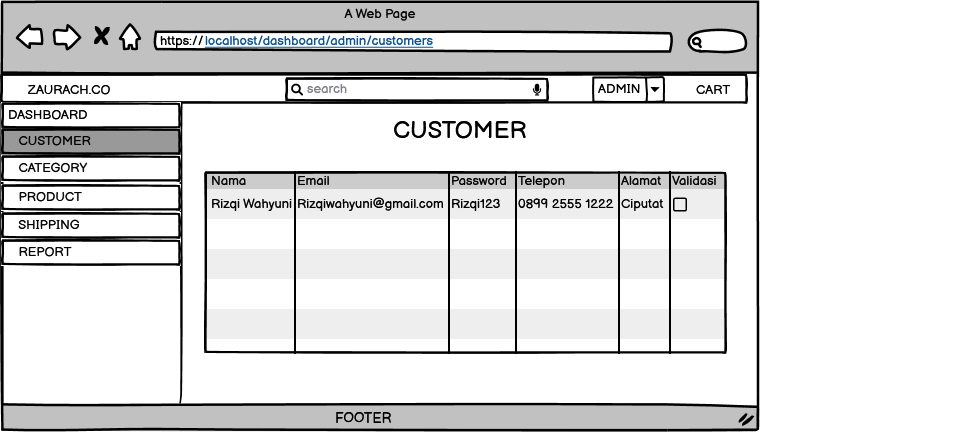 A Web Page
https://localhost/dashboard/admin/customers
ZAURACH.CO search ADMIN CART
DASHBOARD
CUSTOMER
CATEGORY
PRODUCT
SHIPPING
REPORT
CUSTOMER
Nama Email Password Telepon Alamat Validasi
Rizqi Wahyuni Rizqiwahyuni@gmail.com Rizqi123 0899 2555 1222 Ciputat
FOOTER